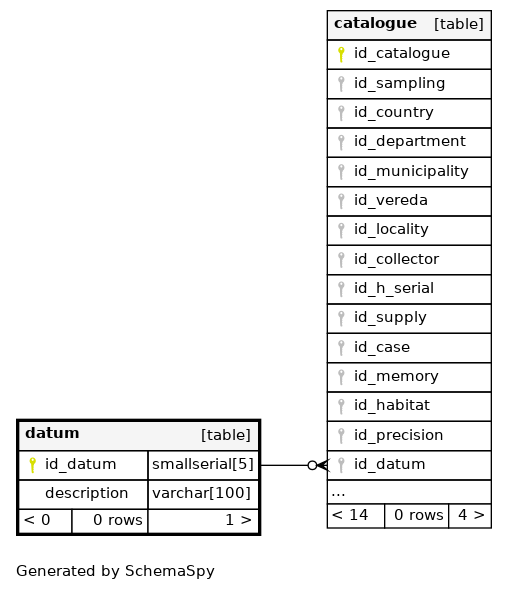 catalogue [table]
id_catalogue
id_sampling
id_country
id_department
id_municipality
id_vereda
id_locality
id_collector
id_h_serial
id_supply
id_case
id_memory
id_habitat
id_precision
id_datum
...
< 14 0 rows 4 >
datum [table]
id_datum smallserial[5]
description varchar[100]
< 0 0 rows 1 >
Generated by SchemaSpy